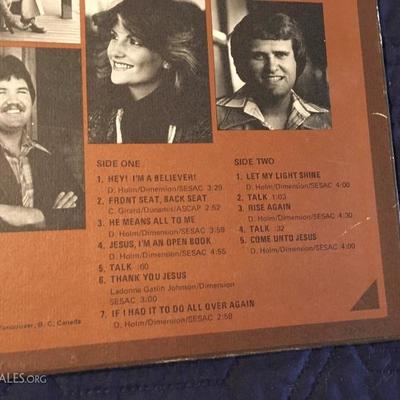 SIDE ONE
1. HEY! I'M A BELIEVER!
D. Holm/Dimension/SESAC 3:29
2. FRONT SEAT, BACK SEAT
C. Girard/Dunamis/ASCAP 2:52
3. HE MEANS ALL TO ME
D. Holm/Dimension/SESAC 3:59
4. JESUS, I'M AN OPEN BOOK
D. Holm/Dimension/SESAC 4:55
5. TALK :60
6. THANK YOU JESUS
Ladonna Gatlin Johnson/Dimension
SESAC 3:00
7. IF I HAD IT TO DO ALL OVER AGAIN
D. Holm/Dimension/SESAC 2:58
SIDE TWO
1. LET MY LIGHT SHINE
D. Holm/Dimension/SESAC 4:00
2. TALK 1:03
3. RISE AGAIN
D. Holm/Dimension/SESAC 4:30
4. TALK :32
5. COME UNTO JESUS
D. Holm/Dimension/SESAC 4:00
Vancouver, B. C. Canada
ALES.ORG